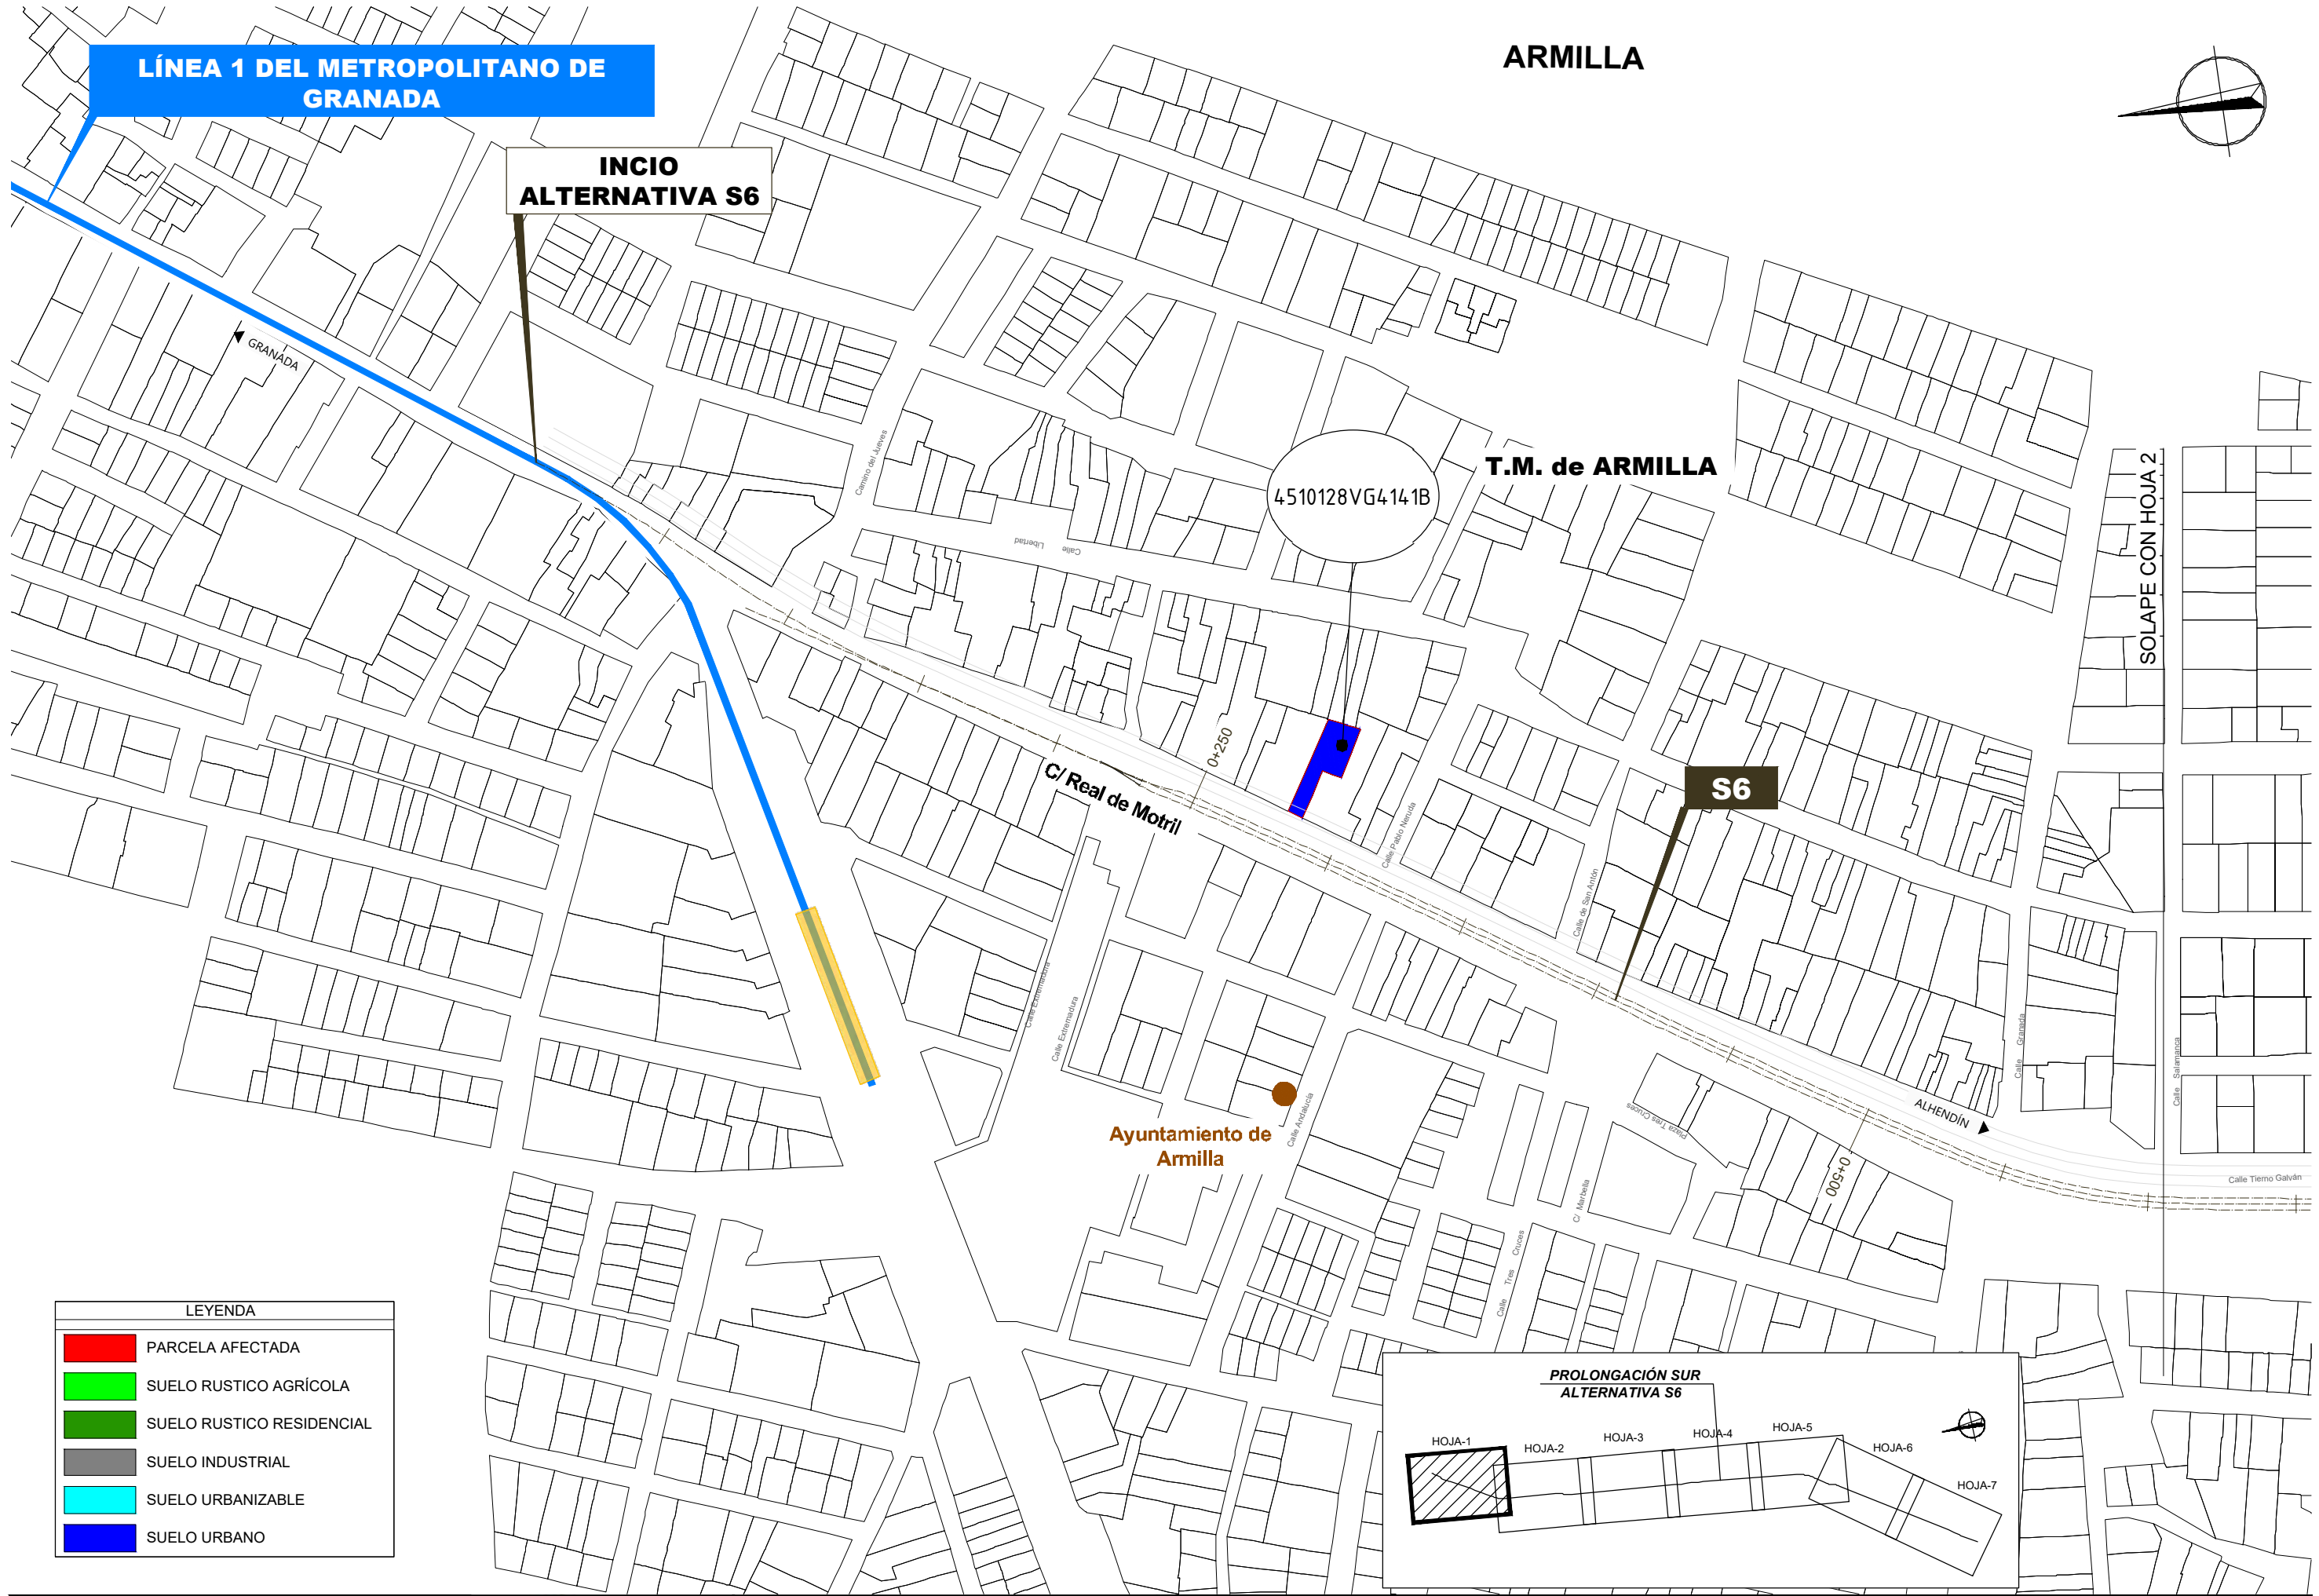 ARMILLA
LÍNEA 1 DEL METROPOLITANO DE
GRANADA
INCIO
ALTERNATIVA S6
GRANADA
Camino del Jueves
Calle Libertad
4510128VG4141B
T.M. de ARMILLA
SOLAPE CON HOJA 2
0+250
C/ Real de Motril
Calle Pablo Neruda
S6
Calle de San Antón
Calle Extremadura
Calle Extremadura
Calle Granada
Calle Salamanca
Ayuntamiento de
Armilla
Calle Andalucía
Plaza Tres Cruces
ALHENDÍN
0+500
Calle Tierno Galván
C/ Marbella
Calle Tres Cruces
LEYENDA
PARCELA AFECTADA
SUELO RUSTICO AGRÍCOLA
SUELO RUSTICO RESIDENCIAL
SUELO INDUSTRIAL
SUELO URBANIZABLE
SUELO URBANO
PROLONGACIÓN SUR
ALTERNATIVA S6
HOJA-1
HOJA-2
HOJA-3
HOJA-4
HOJA-5
HOJA-6
HOJA-7